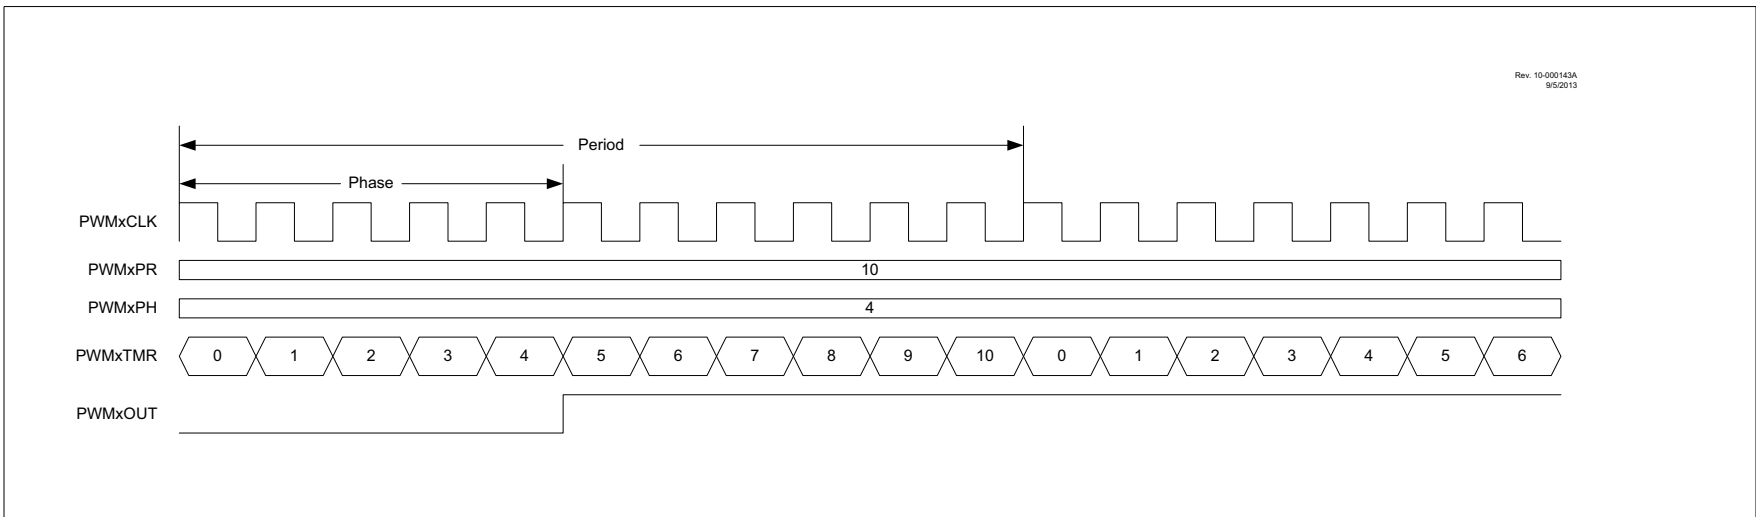 Rev. 10-000143A
9/5/2013
Period
Phase
PWMxCLK
PWMxPR 10
PWMxPH 4
PWMxTMR 0 1 2 3 4 5 6 7 8 9 10 0 1 2 3 4 5 6
PWMxOUT